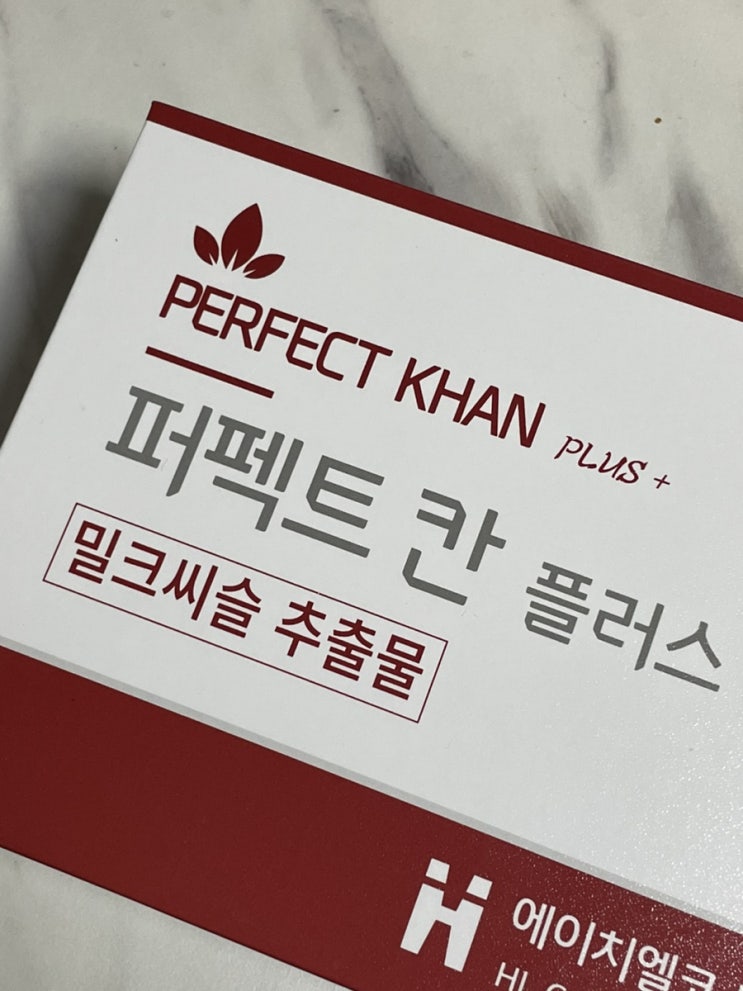 PERFECT KHAN PLUS +
퍼펙트 칸 플러스
밀크씨슬 추출물
에이치엘
HL